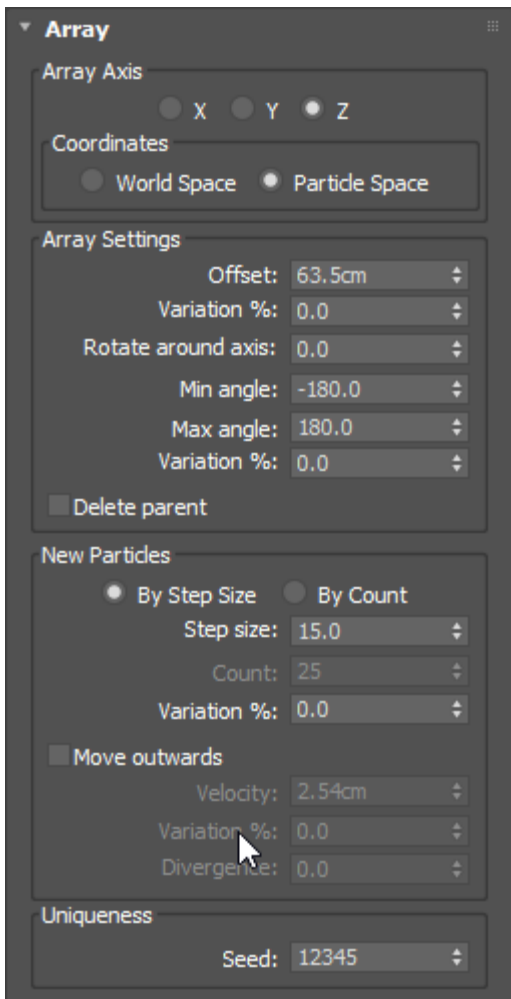 Array
Array Axis
X Y Z
Coordinates
World Space Particle Space
Array Settings
Offset: 63.5cm
Variation %: 0.0
Rotate around axis: 0.0
Min angle: -180.0
Max angle: 180.0
Variation %: 0.0
Delete parent
New Particles
By Step Size By Count
Step size: 15.0
Count: 25
Variation %: 0.0
Move outwards
Velocity: 2.54cm
Variation %: 0.0
Divergence: 0.0
Uniqueness
Seed: 12345